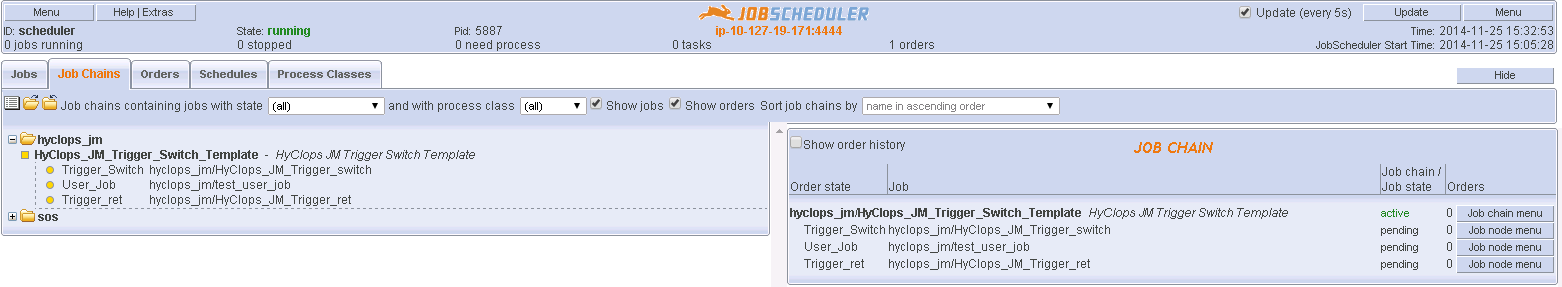 Menu Help | Extras JOBSCHEDULER Update (every 5s) Update Menu
ID: scheduler State: running Pid: 5887 ip-10-127-19-171:4444 Time: 2014-11-25 15:32:53
0 jobs running 0 stopped 0 need process 0 tasks 1 orders JobScheduler Start Time: 2014-11-25 15:05:28
Jobs Job Chains Orders Schedules Process Classes Hide
Job chains containing jobs with state (all) and with process class (all) Show jobs Show orders Sort job chains by name in ascending order
hyclops_jm
HyClops_JM_Trigger_Switch_Template - HyClops JM Trigger Switch Template
Trigger_Switch hyclops_jm/HyClops_JM_Trigger_switch
User_Job hyclops_jm/test_user_job
Trigger_ret hyclops_jm/HyClops_JM_Trigger_ret
sos
Show order history JOB CHAIN
Job chain /
Order state Job Job state Orders
hyclops_jm/HyClops_JM_Trigger_Switch_Template HyClops JM Trigger Switch Template active 0 Job chain menu
Trigger_Switch hyclops_jm/HyClops_JM_Trigger_switch pending 0 Job node menu
User_Job hyclops_jm/test_user_job pending 0 Job node menu
Trigger_ret hyclops_jm/HyClops_JM_Trigger_ret pending 0 Job node menu